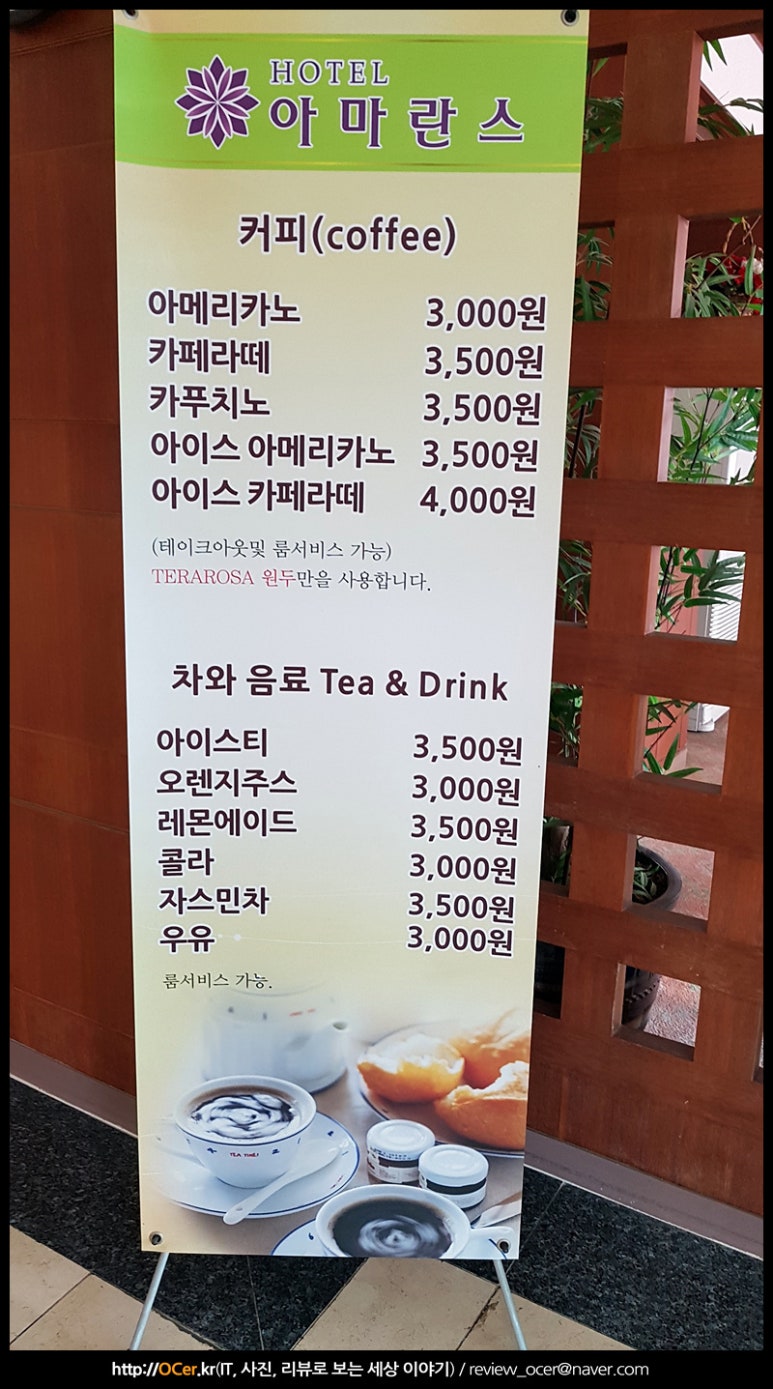 HOTEL
아마란스
커피(coffee)
아메리카노 3,000원
카페라떼 3,500원
카푸치노 3,500원
아이스 아메리카노 3,500원
아이스 카페라떼 4,000원
(테이크아웃및 룸서비스 가능)
TERAROSA 원두만을 사용합니다.
차와 음료 Tea & Drink
아이스티 3,500원
오렌지주스 3,000원
레몬에이드 3,500원
콜라 3,000원
자스민차 3,500원
우유 3,000원
룸서비스 가능.
TEA TIME!
http://OCer.kr(IT, 사진, 리뷰로 보는 세상 이야기) / review_ocer@naver.com